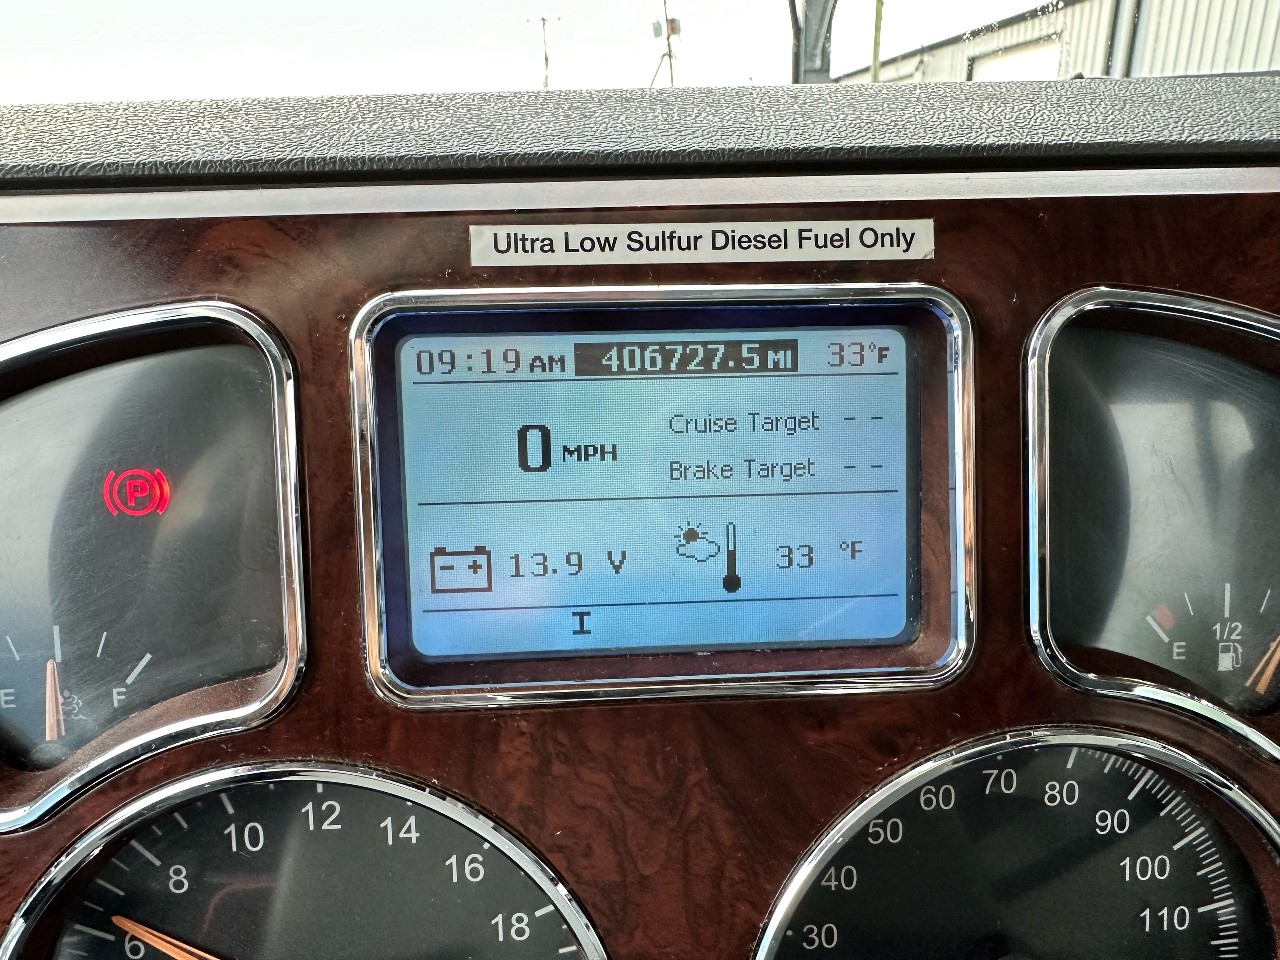 Ultra Low Sulfur Diesel Fuel Only
09:19 AM 406727.5 MI 33°F
0 MPH
Cruise Target - -
Brake Target - -
- +
13.9 V
33 °F
I
P
E
F
1/2
E
6
8
10
12
14
16
18
30
40
50
60
70
80
90
100
110